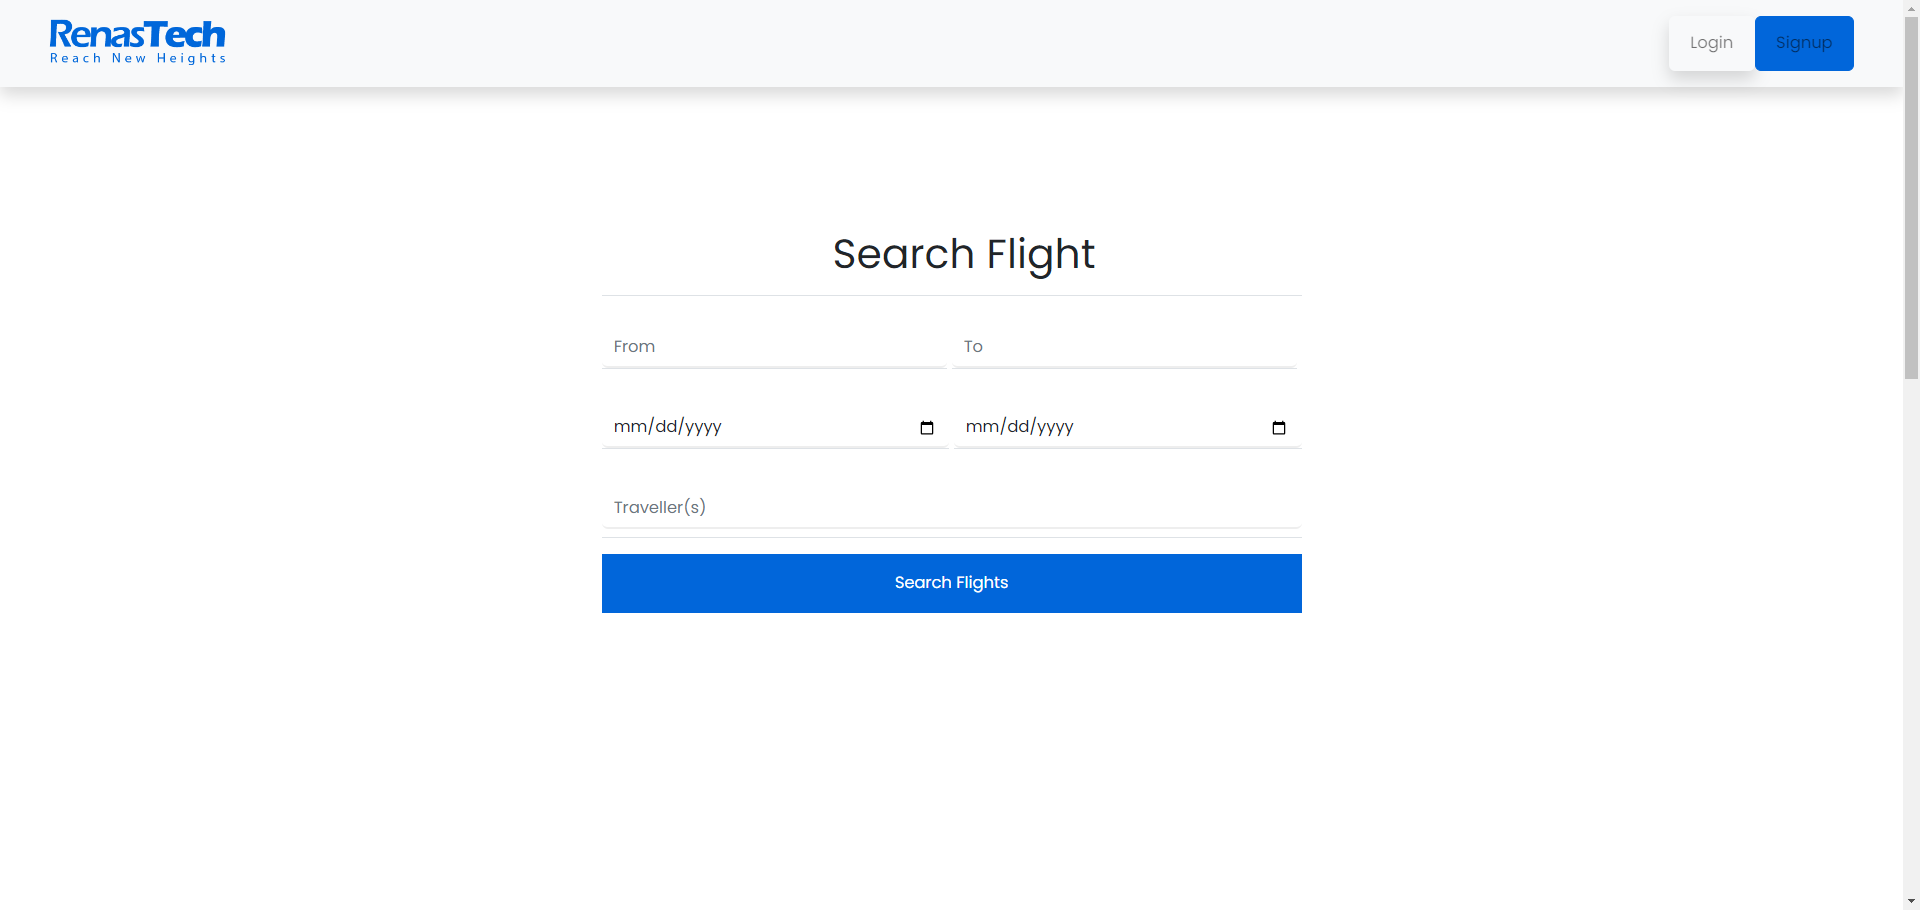 RenasTech
Reach New Heights
Login
Signup
Search Flight
From
To
mm/dd/yyyy
mm/dd/yyyy
Traveller(s)
Search Flights